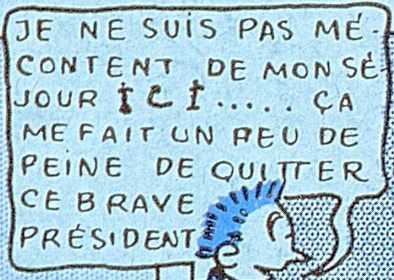 JE NE SUIS PAS MÉ-
CONTENT DE MON SÉ-
JOUR ICI..... ÇA
ME FAIT UN PEU DE
PEINE DE QUITTER
CE BRAVE
PRÉSIDENT